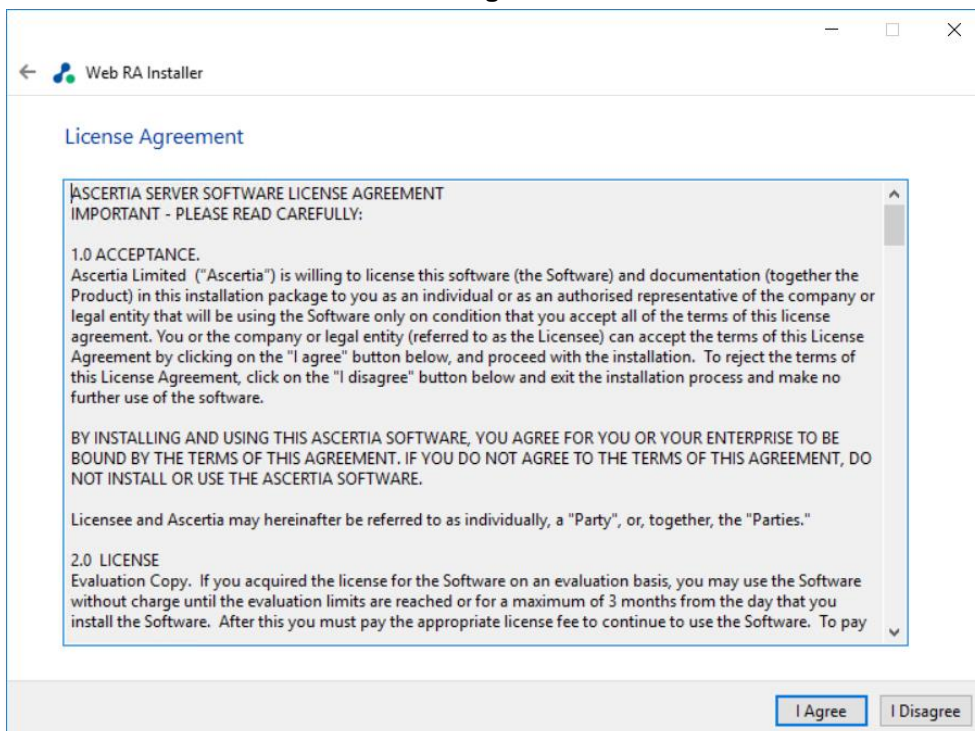 Web RA Installer
License Agreement
ASCERTIA SERVER SOFTWARE LICENSE AGREEMENT
IMPORTANT - PLEASE READ CAREFULLY:
1.0 ACCEPTANCE.
Ascertia Limited  ("Ascertia") is willing to license this software (the Software) and documentation (together the
Product) in this installation package to you as an individual or as an authorised representative of the company or
legal entity that will be using the Software only on condition that you accept all of the terms of this license
agreement. You or the company or legal entity (referred to as the Licensee) can accept the terms of this License
Agreement by clicking on the "I agree" button below, and proceed with the installation.  To reject the terms of
this License Agreement, click on the "I disagree" button below and exit the installation process and make no
further use of the software.
BY INSTALLING AND USING THIS ASCERTIA SOFTWARE, YOU AGREE FOR YOU OR YOUR ENTERPRISE TO BE
BOUND BY THE TERMS OF THIS AGREEMENT. IF YOU DO NOT AGREE TO THE TERMS OF THIS AGREEMENT, DO
NOT INSTALL OR USE THE ASCERTIA SOFTWARE.
Licensee and Ascertia may hereinafter be referred to as individually, a "Party", or, together, the "Parties."
2.0  LICENSE
Evaluation Copy.  If you acquired the license for the Software on an evaluation basis, you may use the Software
without charge until the evaluation limits are reached or for a maximum of 3 months from the day that you
install the Software.  After this you must pay the appropriate license fee to continue to use the Software.  To pay
I Agree
I Disagree